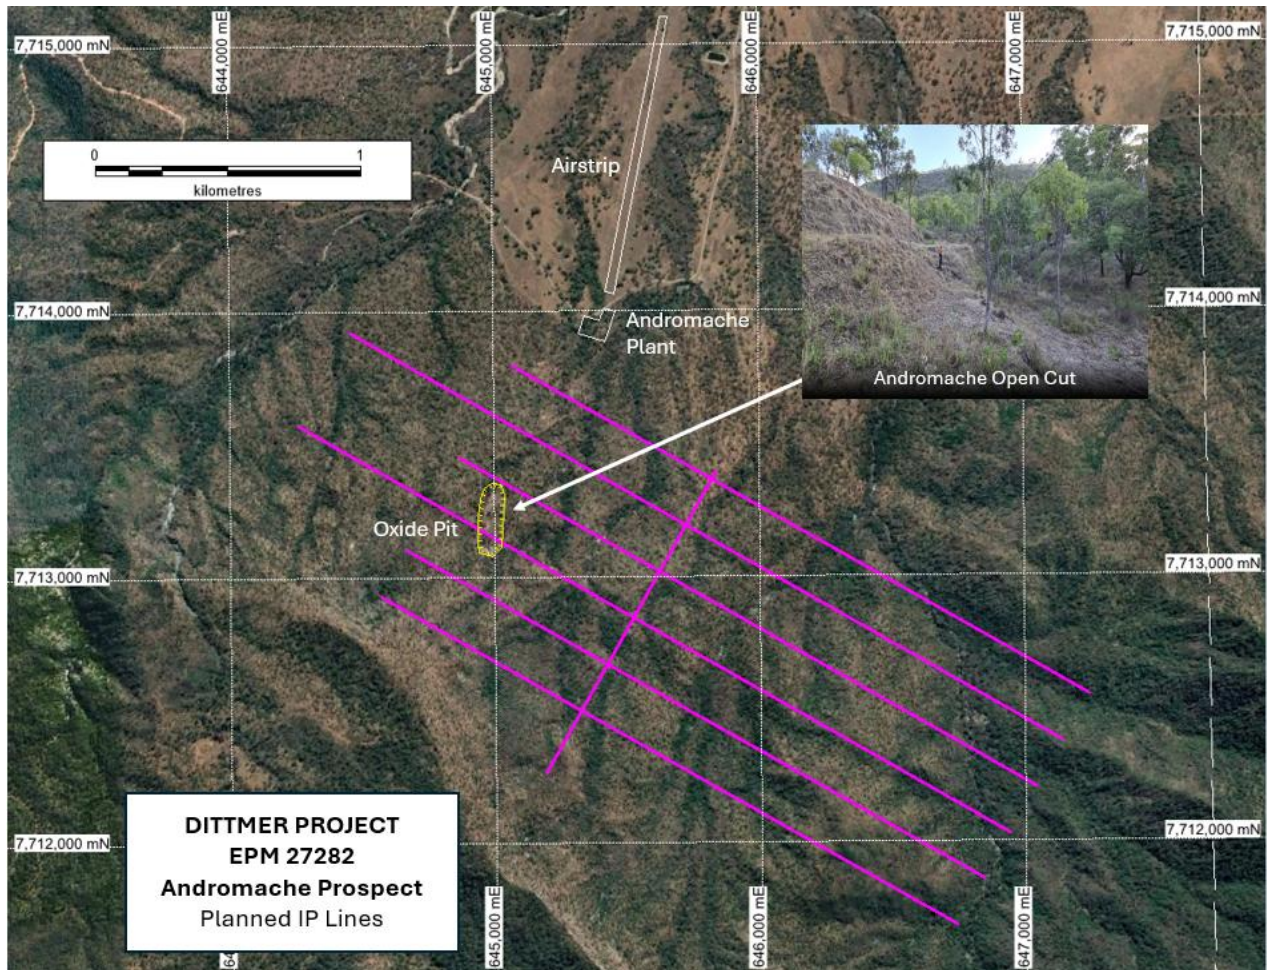 644,000 mE
645,000 mE
646,000 mE
647,000 mE
7,715,000 mN
7,715,000 mN
0 1
kilometres
Airstrip
7,714,000 mN
7,714,000 mN
Andromache
Plant
Andromache Open Cut
Oxide Pit
7,713,000 mN
7,713,000 mN
7,712,000 mN
7,712,000 mN
DITTMER PROJECT
EPM 27282
Andromache Prospect
Planned IP Lines
645,000 mE
646,000 mE
647,000 mE